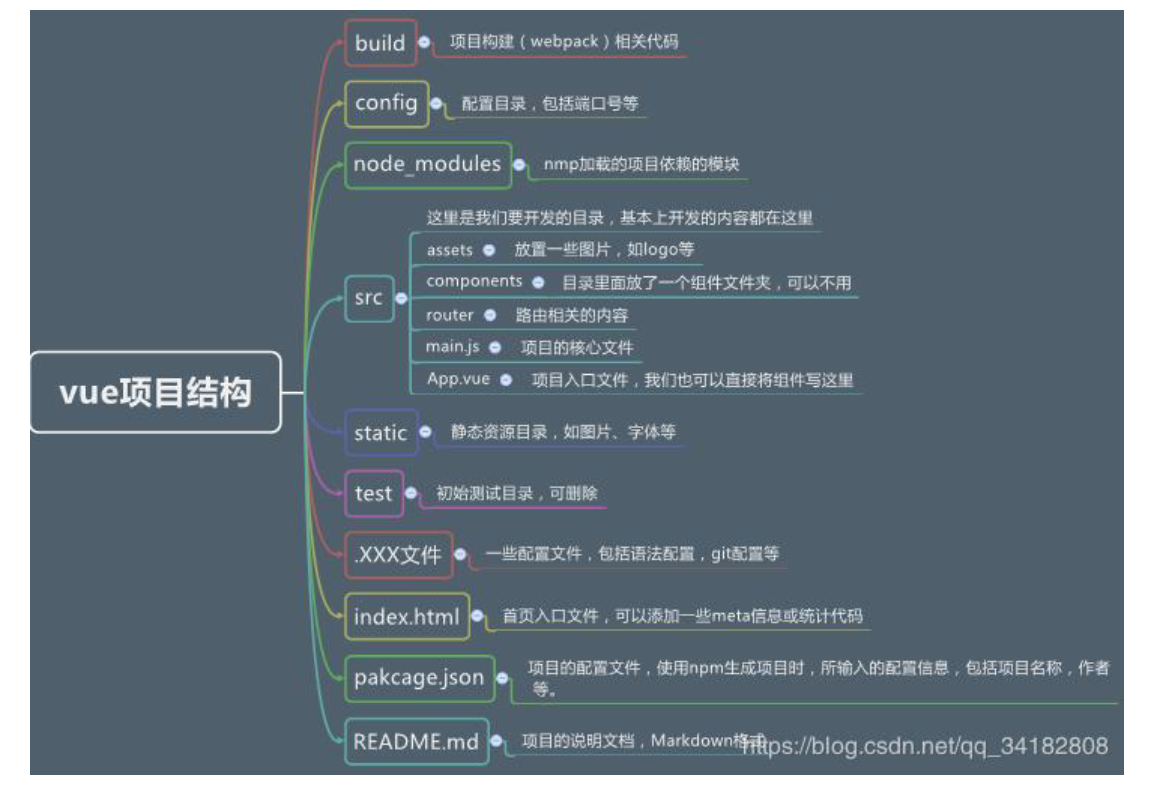 vue项目结构
build
项目构建（webpack）相关代码
config
配置目录，包括端口号等
node_modules
nmp加载的项目依赖的模块
src
这里是我们要开发的目录，基本上开发的内容都在这里
assets
放置一些图片，如logo等
components
目录里面放了一个组件文件夹，可以不用
router
路由相关的内容
main.js
项目的核心文件
App.vue
项目入口文件，我们也可以直接将组件写这里
static
静态资源目录，如图片、字体等
test
初始测试目录，可删除
.XXX文件
一些配置文件，包括语法配置，git配置等
index.html
首页入口文件，可以添加一些meta信息或统计代码
pakcage.json
项目的配置文件，使用npm生成项目时，所输入的配置信息，包括项目名称，作者
等。
README.md
项目的说明文档，Markdown格式
https://blog.csdn.net/qq_34182808